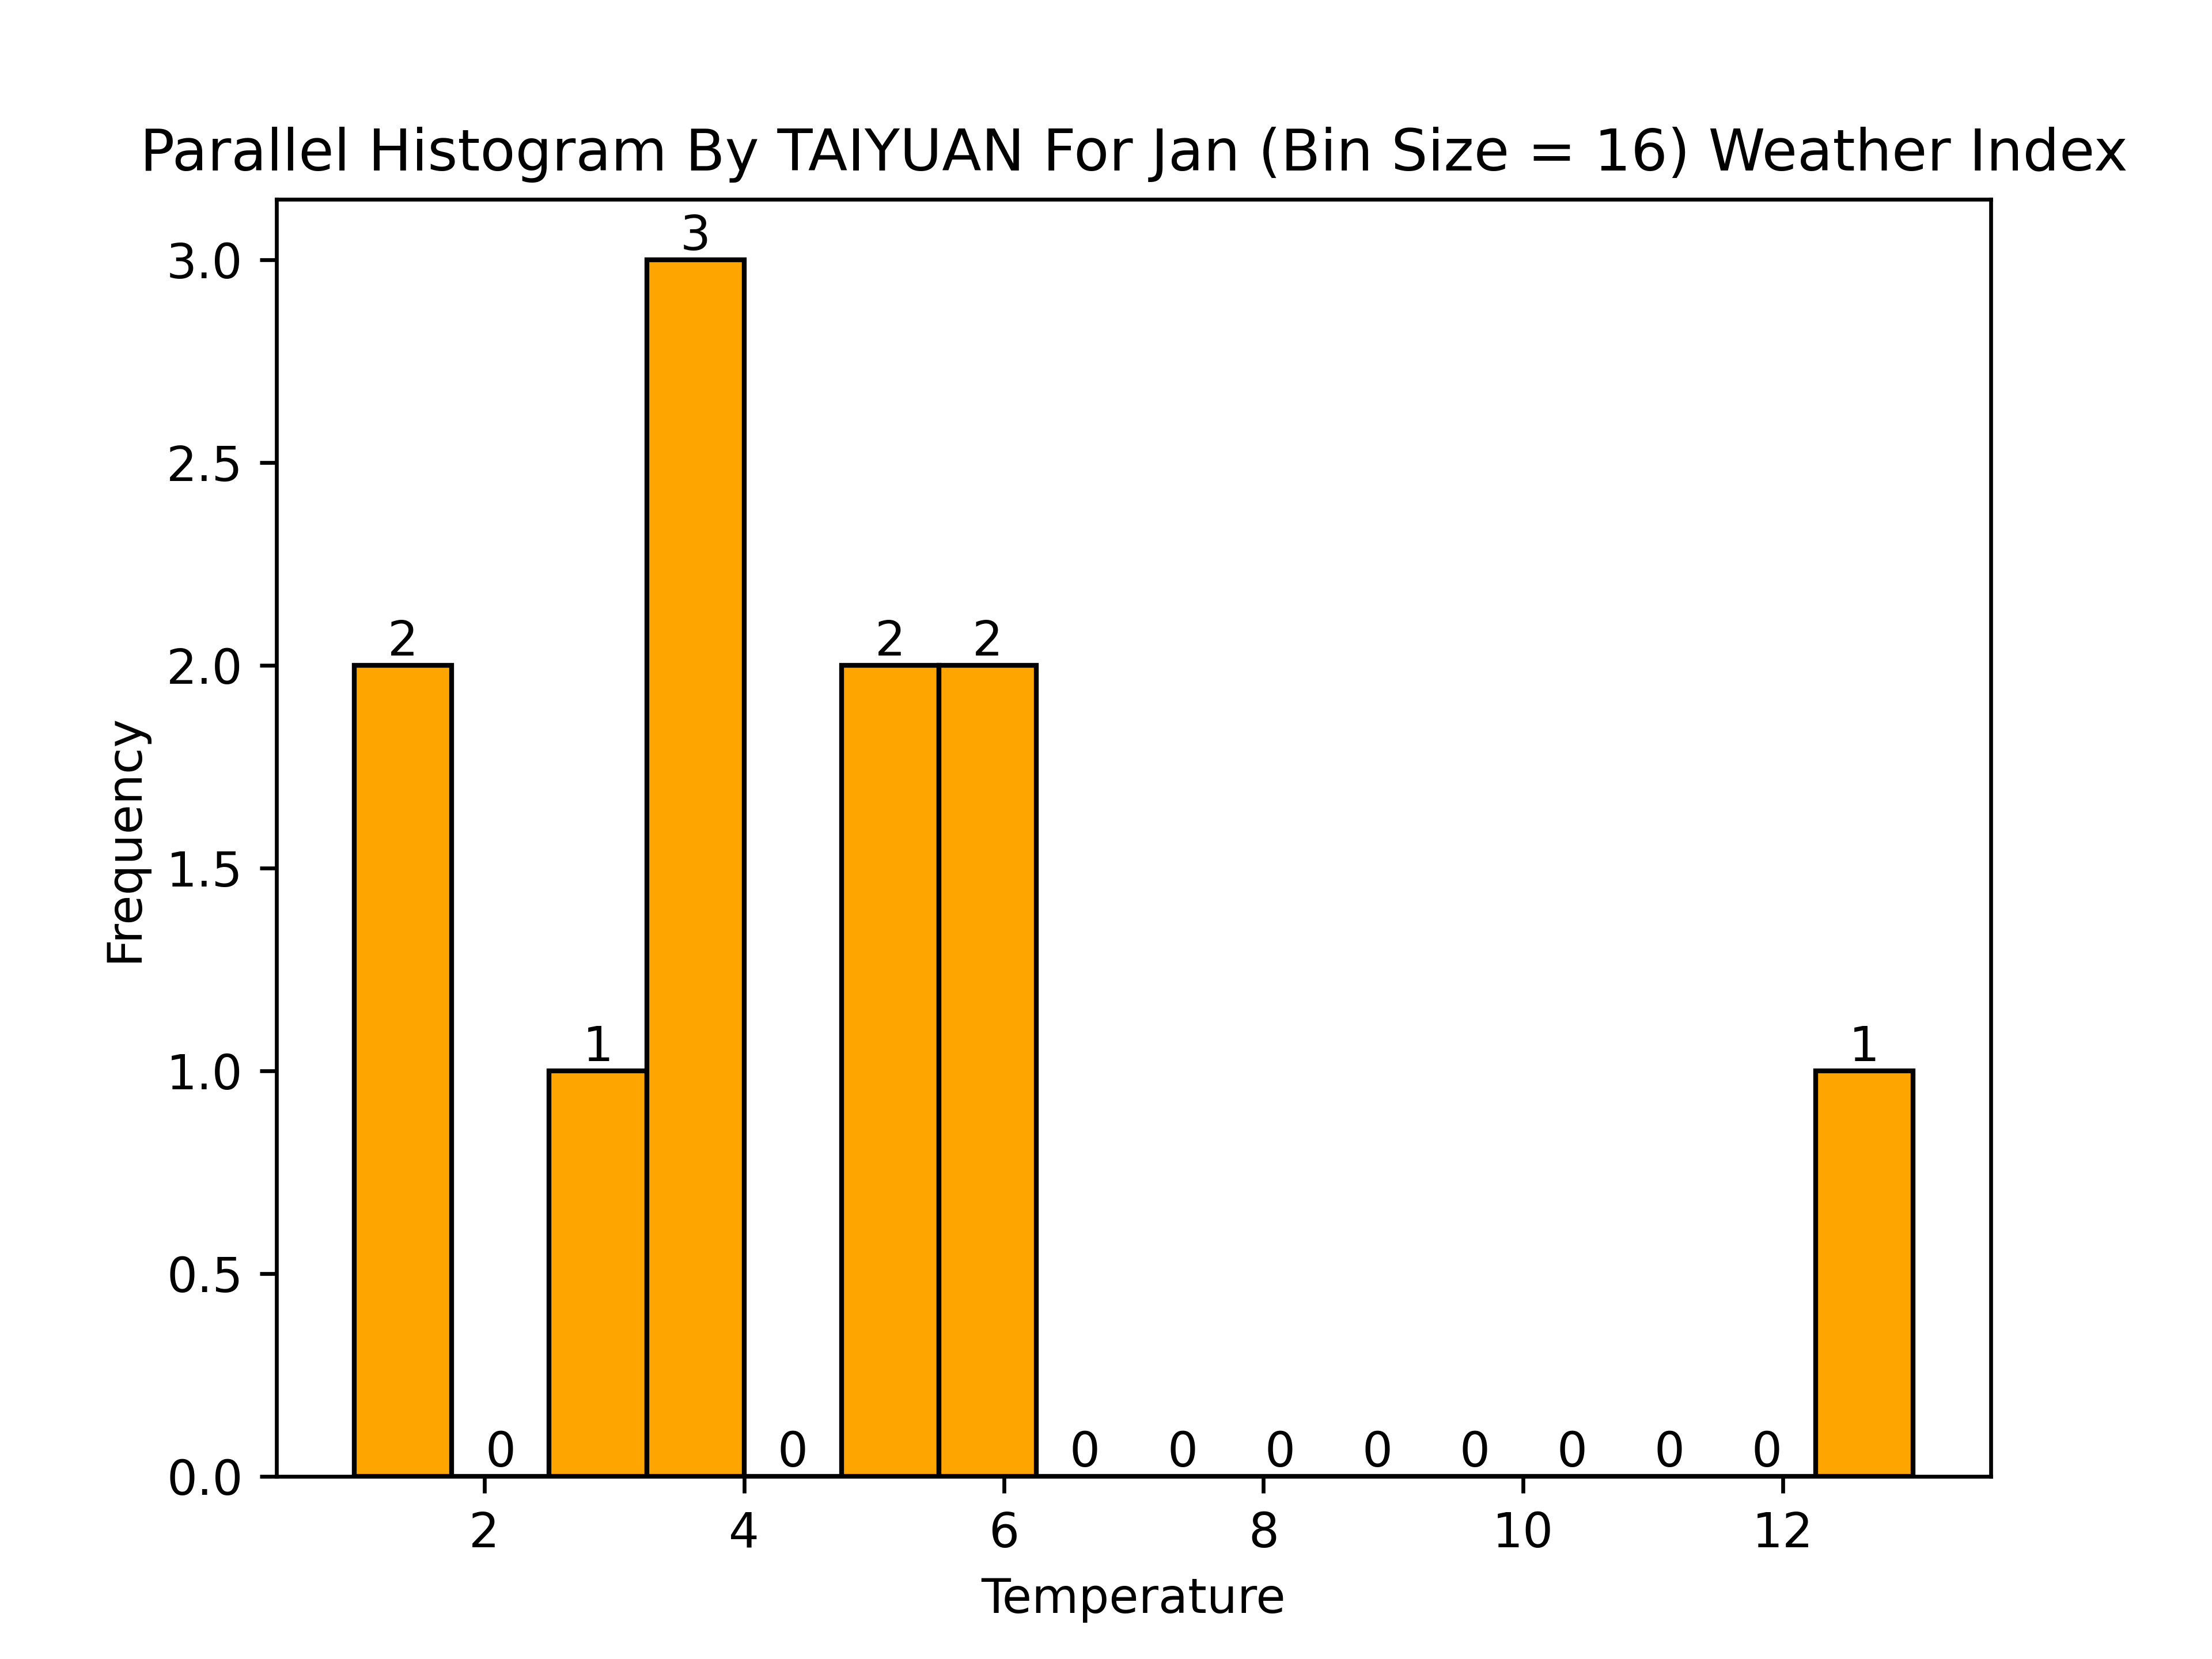 Parallel Histogram By TAIYUAN For Jan (Bin Size = 16) Weather Index
3
3.0
2.5
2 2 2
2.0
Frequency
1.5
1 1
1.0
0.5
0 0 0 0 0 0 0 0 0 0
0.0
2 4 6 8 10 12
Temperature